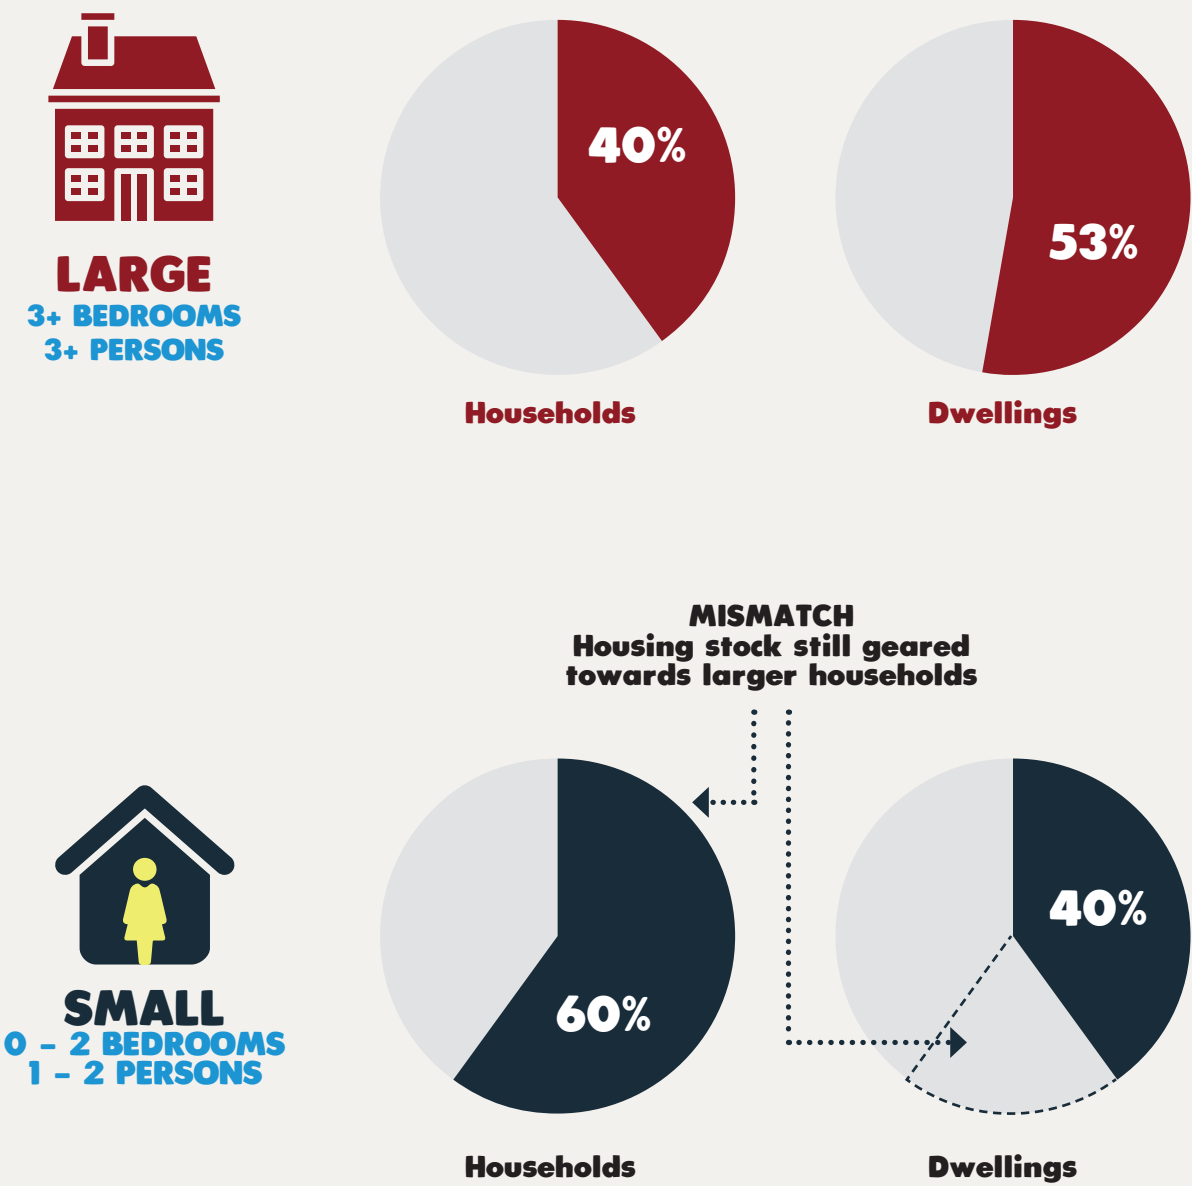 40%
53%
LARGE
3+ BEDROOMS
3+ PERSONS
Households
Dwellings
MISMATCH
Housing stock still geared
towards larger households
40%
60%
SMALL
0 – 2 BEDROOMS
1 – 2 PERSONS
Households
Dwellings